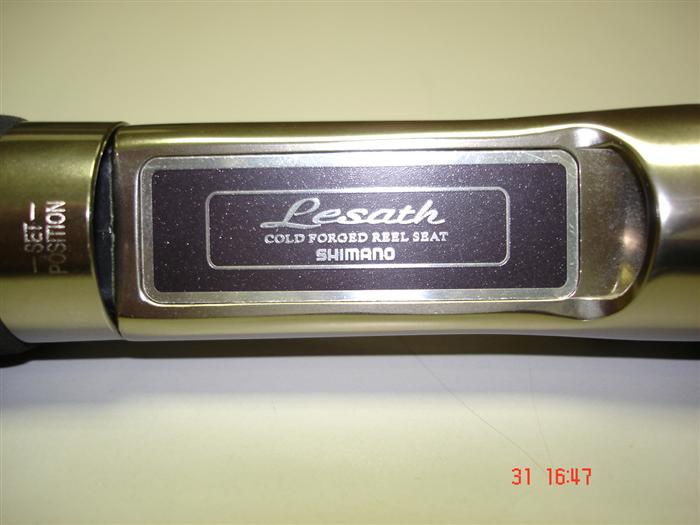 SET
POSITION
Lesath
COLD FORGED REEL SEAT
SHIMANO
31 16:47